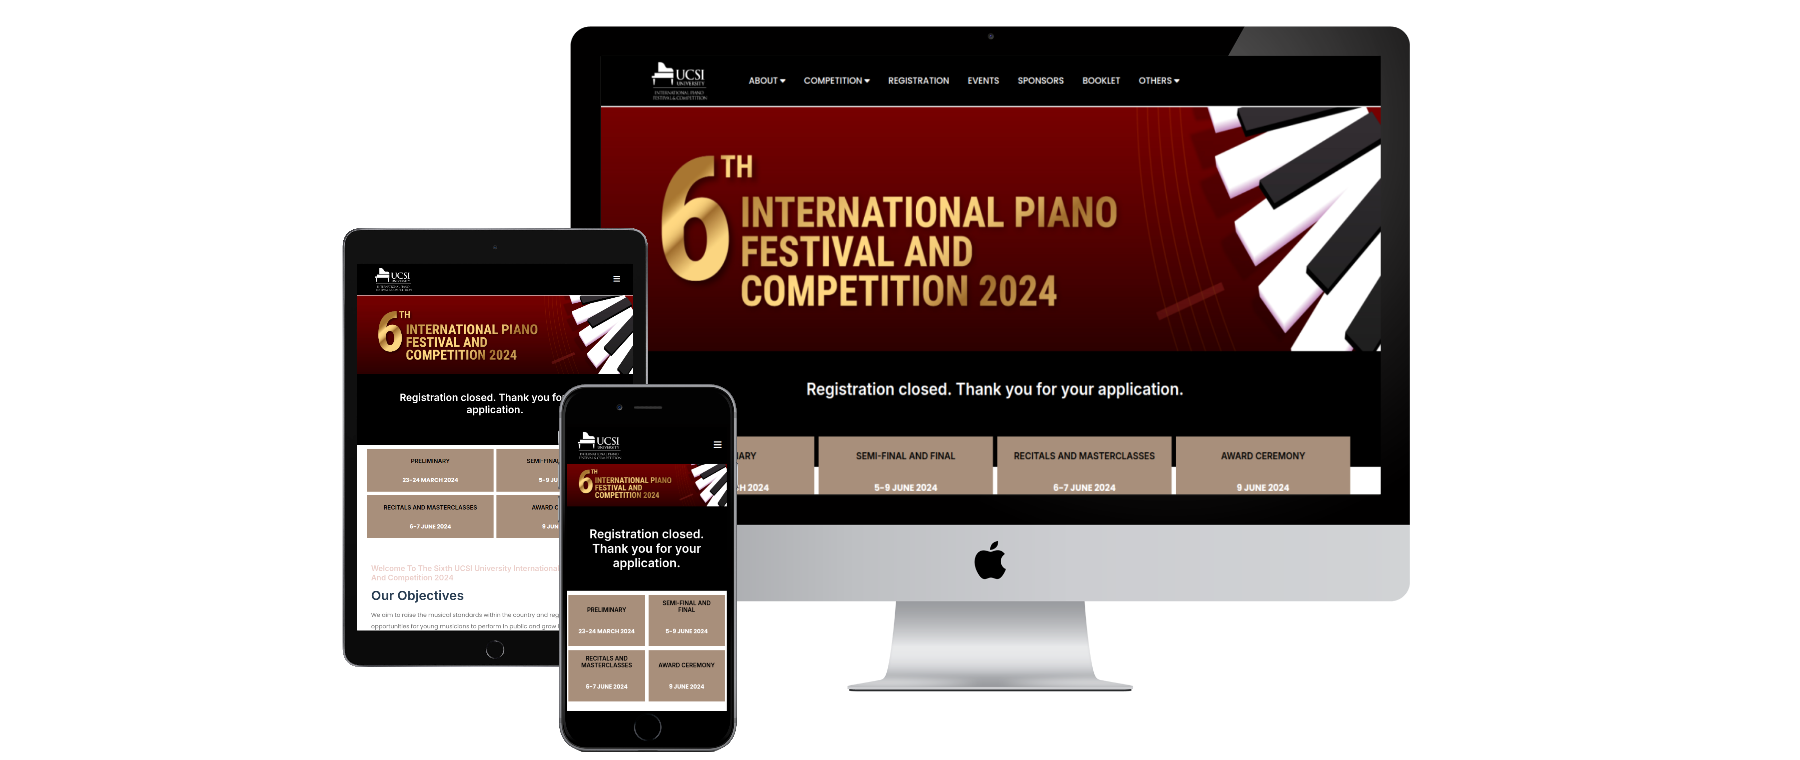 UCSI
UNIVERSITY
INTERNATIONAL PIANO
FESTIVAL & COMPETITION
ABOUT COMPETITION REGISTRATION EVENTS SPONSORS BOOKLET OTHERS
6TH
INTERNATIONAL PIANO
FESTIVAL AND
COMPETITION 2024
Registration closed. Thank you for your application.
ARY
SEMI-FINAL AND FINAL
RECITALS AND MASTERCLASSES
AWARD CEREMONY
H 2024
5-9 JUNE 2024
6-7 JUNE 2024
9 JUNE 2024
UCSI
UNIVERSITY
6TH
INTERNATIONAL PIANO
FESTIVAL AND
COMPETITION 2024
Registration closed. Thank you for
application.
PRELIMINARY
SEMI-FINAL
23-24 MARCH 2024
5-9 JU
RECITALS AND MASTERCLASSES
AWARD C
6-7 JUNE 2024
9 JUN
Welcome To The Sixth UCSI University International
And Competition 2024
Our Objectives
We aim to raise the musical standards within the country and reg
opportunities for young musicians to perform in public and grow
UCSI
UNIVERSITY
6TH
INTERNATIONAL PIANO
FESTIVAL AND
COMPETITION 2024
Registration closed.
Thank you for your
application.
PRELIMINARY
SEMI-FINAL AND
FINAL
23-24 MARCH 2024
5-9 JUNE 2024
RECITALS AND
MASTERCLASSES
AWARD CEREMONY
6-7 JUNE 2024
9 JUNE 2024